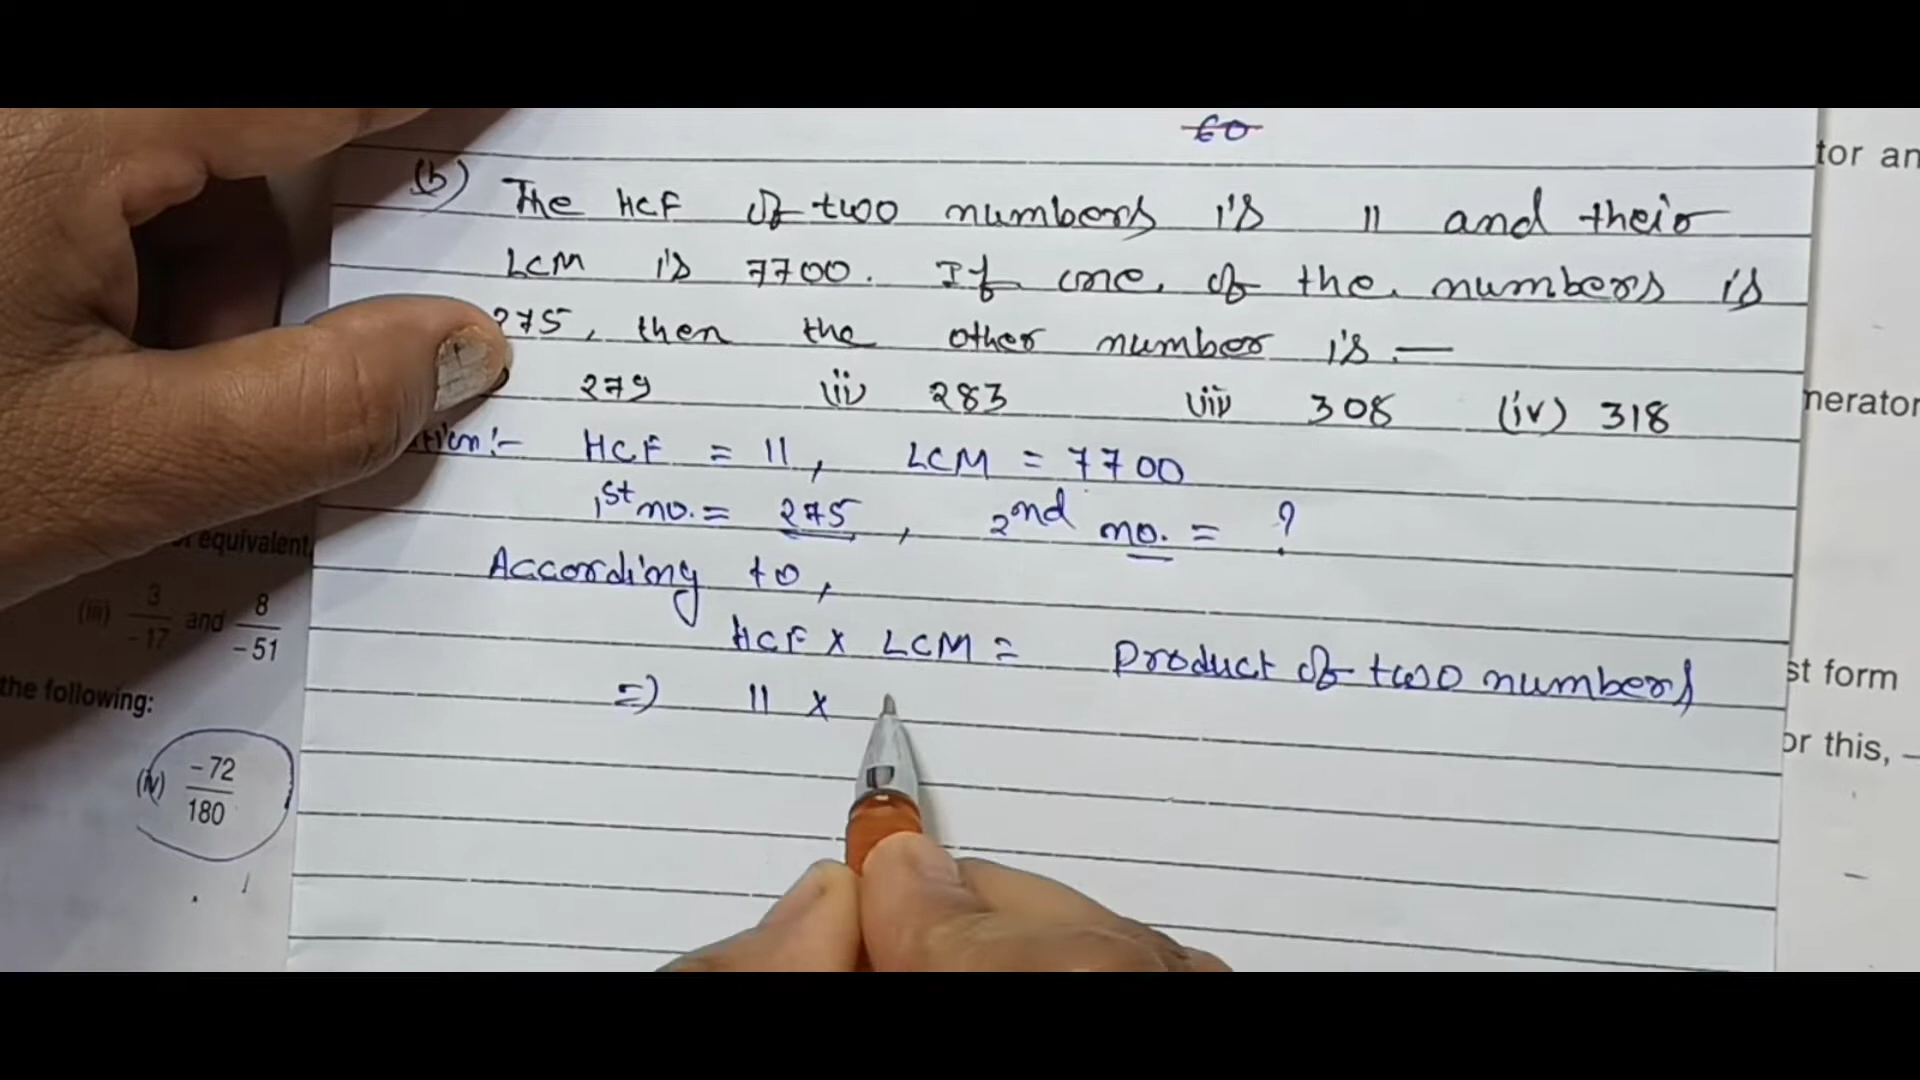 60
(b) The HCF of two numbers is 11 and their
LCM is 7700. If one of the numbers is
275, then the other number is —
279 (ii) 283 (iii) 308 (iv) 318
HCF = 11, LCM = 7700
1st no. = 275, 2nd no. = ?
According to,
HCF x LCM = Product of two numbers
=) 11 x
equivalent
(iii) 3/-17 and 8/-51
the following:
(iv) -72/180
tor an
nerator
st form
or this, –